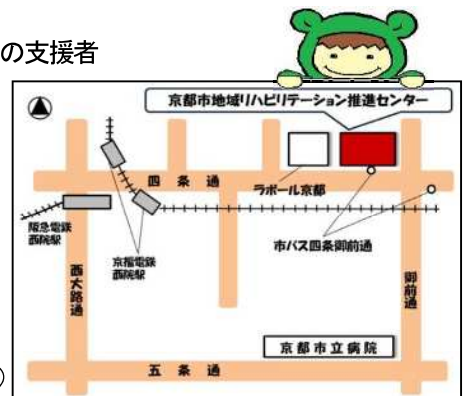 の支援者
京都市地域リハビリテーション推進センター
四条通
ラポール京都
阪急電鉄
西院駅
京福電鉄
西院駅
市バス四条御前通
西大路通
御前通
京都市立病院
五条通
)